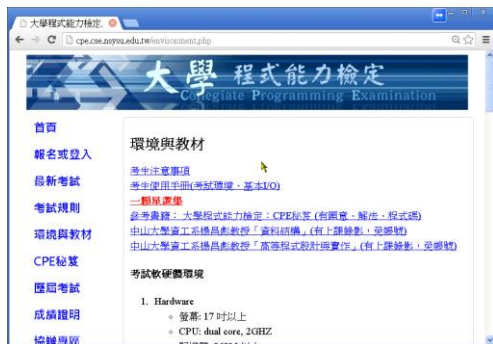 大學程式能力檢定.
cpe.cse.nsysu.edu.tw/environment.php
大學 程式能力檢定
Collegiate Programming Examination
首頁
報名或登入
最新考試
考試規則
環境與教材
CPE秘笈
歷屆考試
成績證明
協辦專區
環境與教材
考生注意事項
考生使用手冊(考試環境、基本I/O)
一顆星選集
參考書籍： 大學程式能力檢定：CPE秘笈 (有題意、解法、程式碼)
中山大學資工系楊昌彪教授「資料結構」(有上課錄影，免帳號)
中山大學資工系楊昌彪教授「高等程式設計與實作」(有上課錄影，免帳號)
考試軟硬體環境
1. Hardware
螢幕: 17 吋以上
CPU: dual core, 2GHZ